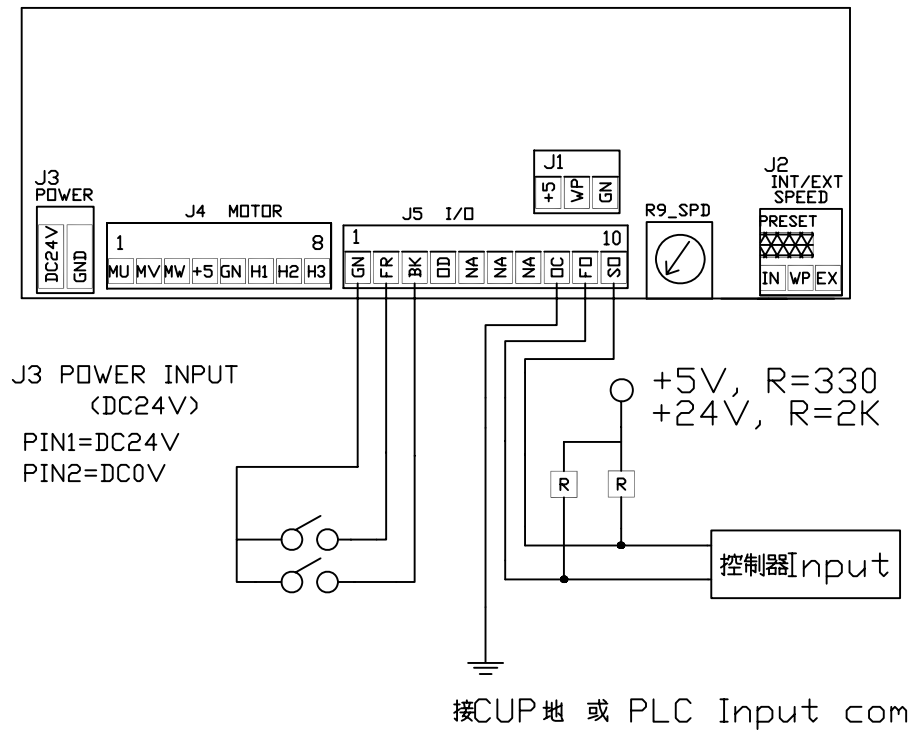 J1
+5 WP GN
J3
POWER
DC24V GND
J4 MOTOR
1 8
MU MV MW +5 GN H1 H2 H3
J5 I/O
1 10
GN FR BK OD NA NA NA OC FO SO
R9_SPD
J2
INT/EXT
SPEED
PRESET
IN WP EX
J3 POWER INPUT
(DC24V)
PIN1=DC24V
PIN2=DC0V
+5V, R=330
+24V, R=2K
R R
控制器Input
接CUP地 或 PLC Input com